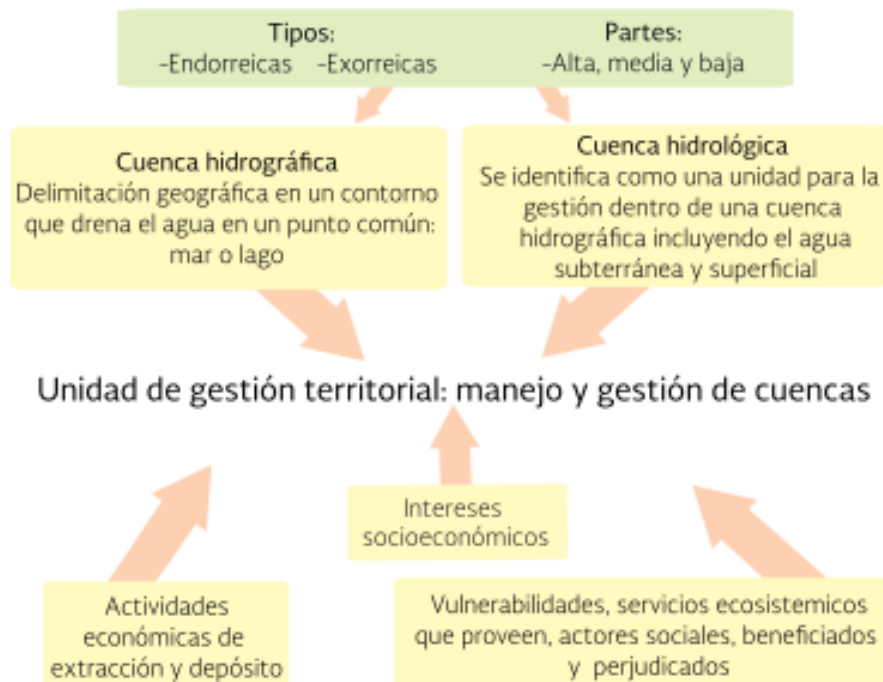 Tipos:
-Endorreicas -Exorreicas
Partes:
-Alta, media y baja
Cuenca hidrográfica
Delimitación geográfica en un contorno
que drena el agua en un punto común:
mar o lago
Cuenca hidrológica
Se identifica como una unidad para la
gestión dentro de una cuenca
hidrográfica incluyendo el agua
subterránea y superficial
Unidad de gestión territorial: manejo y gestión de cuencas
Intereses
socioeconómicos
Actividades
económicas de
extracción y depósito
Vulnerabilidades, servicios ecosistemicos
que proveen, actores sociales, beneficiados
y perjudicados